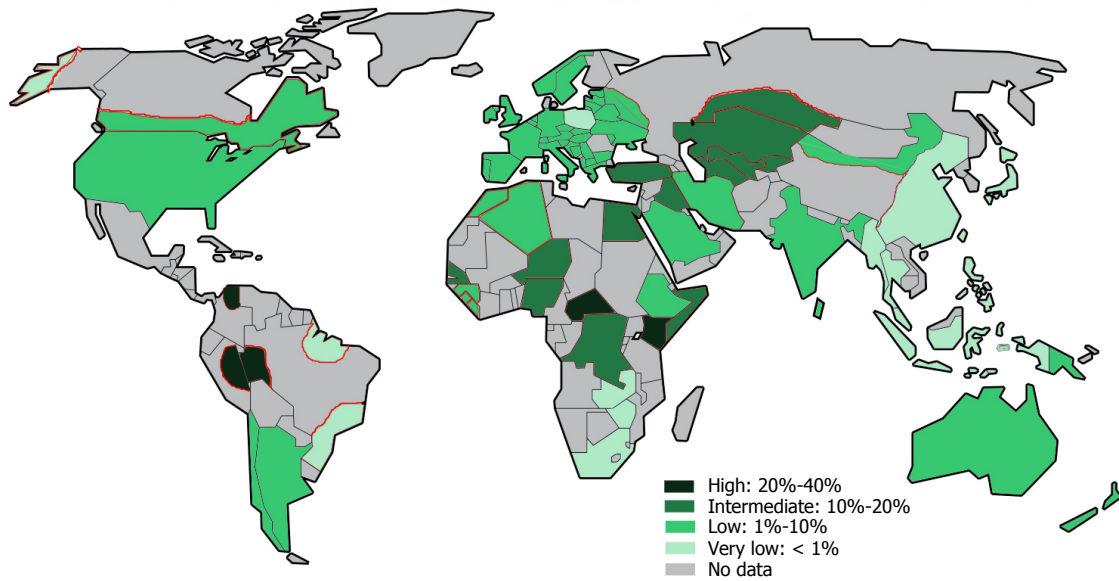 High: 20%-40%
Intermediate: 10%-20%
Low: 1%-10%
Very low: < 1%
No data